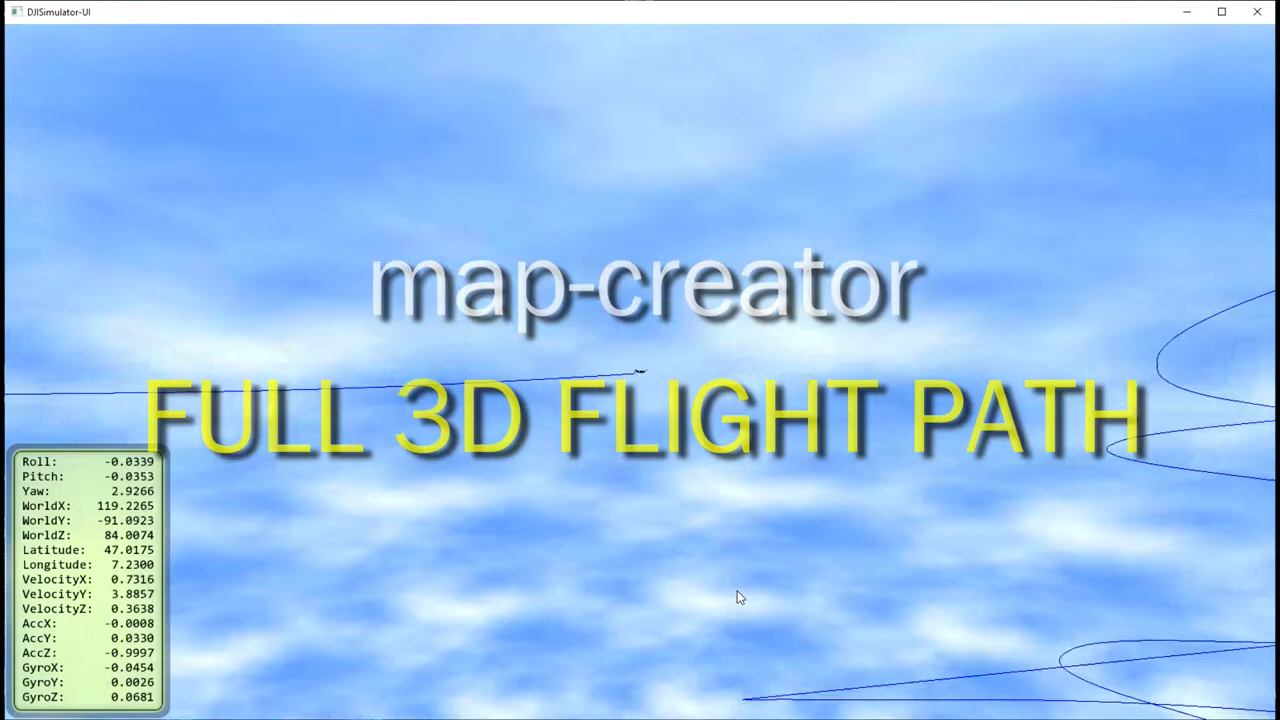 DJISimulator-UI
map-creator
FULL 3D FLIGHT PATH
Roll: -0.0339
Pitch: -0.0353
Yaw: 2.9266
WorldX: 119.2265
WorldY: -91.0923
WorldZ: 84.0074
Latitude: 47.0175
Longitude: 7.2300
VelocityX: 0.7316
VelocityY: 3.8857
VelocityZ: 0.3638
AccX: -0.0008
AccY: 0.0330
AccZ: -0.9997
GyroX: -0.0454
GyroY: 0.0026
GyroZ: 0.0681